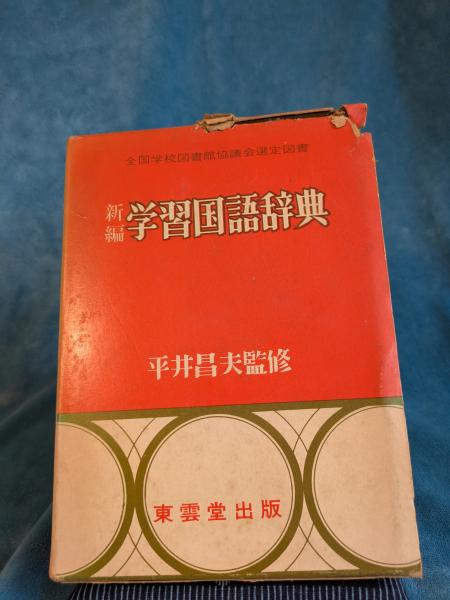 全国学校図書館協議会選定図書
新編 学習国語辞典
平井昌夫監修
東雲堂出版